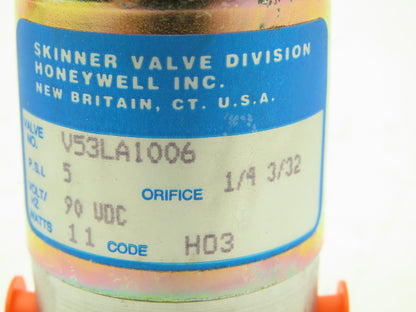 SKINNER VALVE DIVISION
HONEYWELL INC.
NEW BRITAIN, CT. U.S.A.
VALVE NO. V53LA1006
P.S.I. 5 ORIFICE 1/4 3/32
VOLT/HZ. 90 VDC
WATTS 11 CODE H03